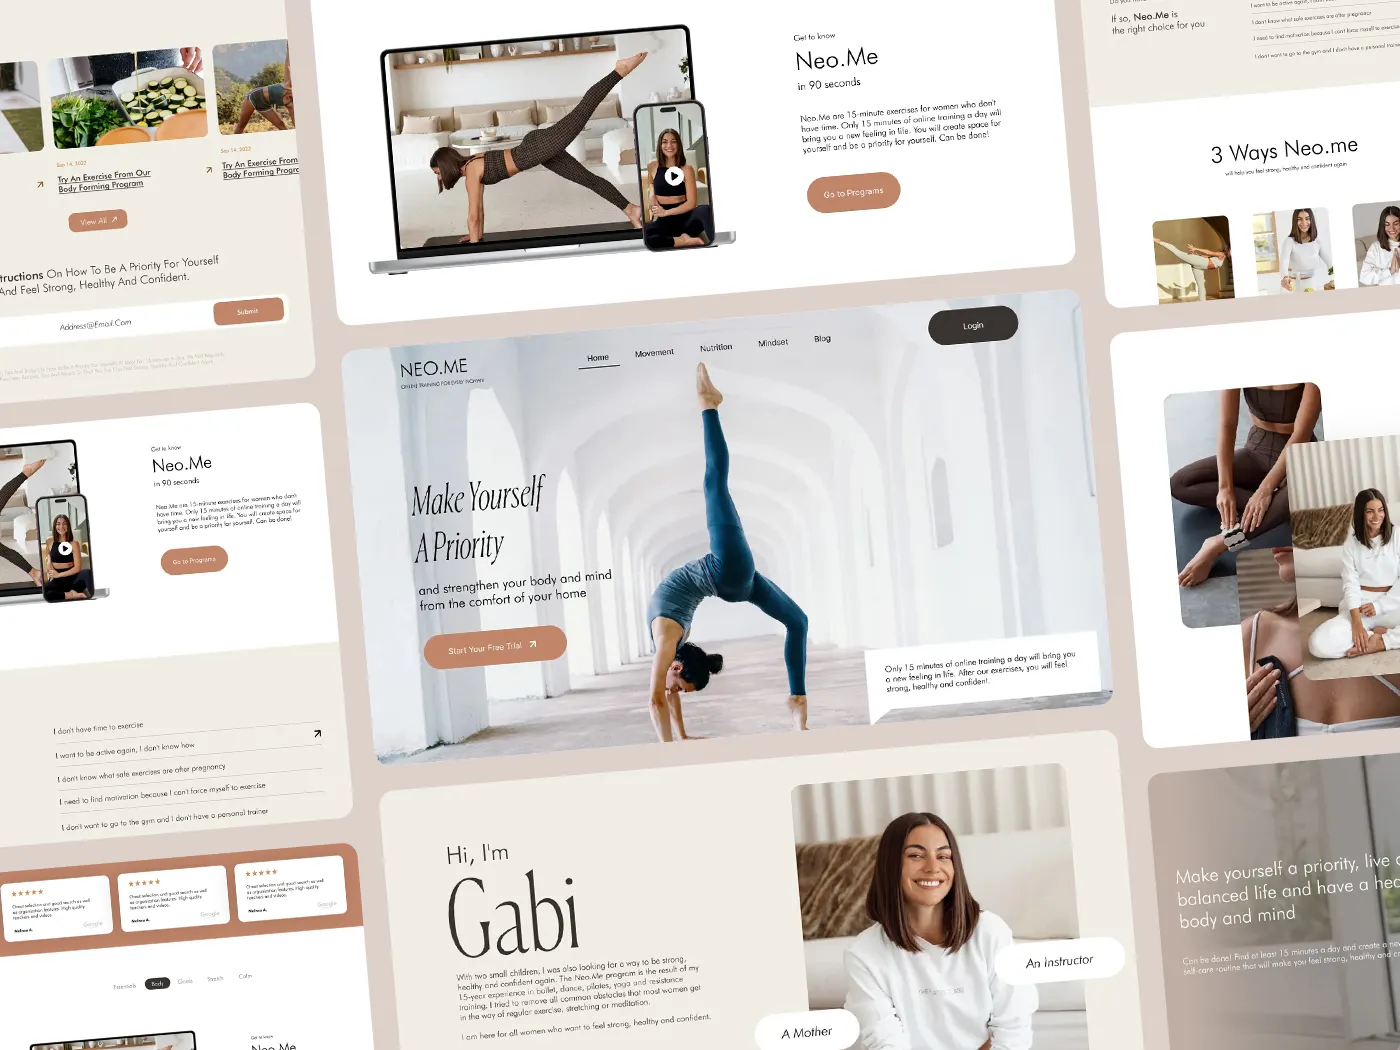 Sep 14, 2022
Try An Exercise From Our
Body Forming Program
Sep 14, 2022
Try An Exercise From
Body Forming Progra
View All
tructions On How To Be A Priority For Yourself
And Feel Strong, Healthy And Confident.
Address@Email.Com
Submit
Get to know
Neo.Me
in 90 seconds
Neo.Me are 15-minute exercises for women who don't
have time. Only 15 minutes of online training a day will
bring you a new feeling in life. You will create space for
yourself and be a priority for yourself. Can be done!
Go to Programs
If so, Neo.Me is
the right choice for you
I want to be active again, I don't
I don't know what safe exercises are after pregnancy
I need to find motivation because I can't force myself to exercise
I don't want to go to the gym and I don't have a personal trainer
3 Ways Neo.me
will help you feel strong, healthy and confident again
Get to know
Neo.Me
in 90 seconds
Neo.Me are 15-minute exercises for women who don't
have time. Only 15 minutes of online training a day will
bring you a new feeling in life. You will create space for
yourself and be a priority for yourself. Can be done!
Go to Programs
I don't have time to exercise
I want to be active again, I don't know how
I don't know what safe exercises are after pregnancy
I need to find motivation because I can't force myself to exercise
I don't want to go to the gym and I don't have a personal trainer
NEO.ME
ONLINE TRAINING FOR EVERY WOMAN
Home
Movement
Nutrition
Mindset
Blog
Login
Make Yourself
A Priority
and strengthen your body and mind
from the comfort of your home
Start Your Free Trial
Only 15 minutes of online training a day will bring you
a new feeling in life. After our exercises, you will feel
strong, healthy and confident.
Great selection and good search as well
as organization features. High quality
teachers and videos.
Melissa A.
Google
Great selection and good search as well
as organization features. High quality
teachers and videos.
Melissa A.
Google
Great selection and good search as well
as organization features. High quality
teachers and videos.
Melissa A.
Google
Essentials
Body
Goals
Stretch
Calm
Get to know
Neo.Me
Hi, I'm
Gabi
With two small children, I was also looking for a way to be strong,
healthy and confident again. The Neo.Me program is the result of my
15-year experience in ballet, dance, pilates, yoga and resistance
training. I tried to remove all common obstacles that most women get
in the way of regular exercise, stretching or meditation.
I am here for all women who want to feel strong, healthy and confident.
An Instructor
A Mother
Make yourself a priority, live a
balanced life and have a hea
body and mind
Can be done! Find at least 15 minutes a day and create a new
self-care routine that will make you feel strong, healthy and co